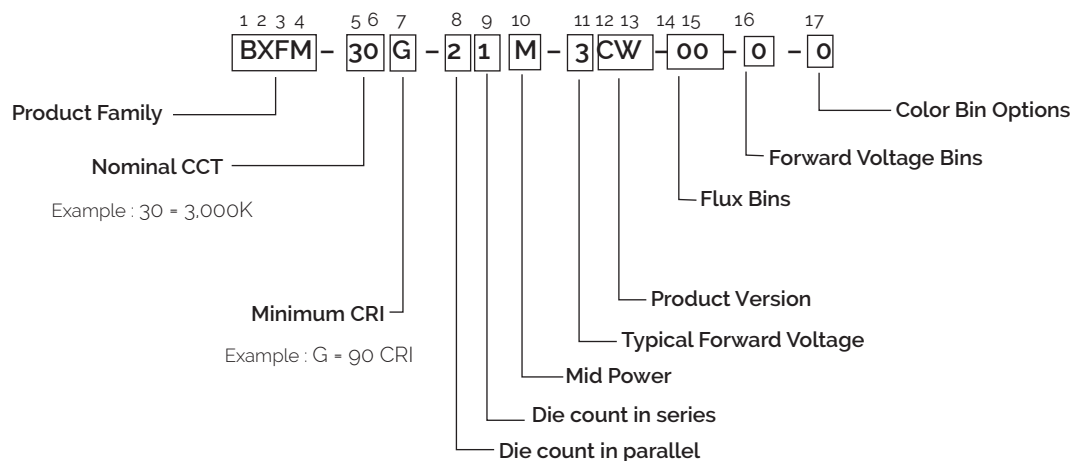 1 2 3 4 5 6 7 8 9 10 11 12 13 14 15 16 17
BXFM – 30 G – 2 1 M – 3 CW – 00 – 0 – 0
Product Family
Color Bin Options
Nominal CCT
Forward Voltage Bins
Example : 30 = 3,000K
Flux Bins
Minimum CRI
Product Version
Example : G = 90 CRI
Typical Forward Voltage
Mid Power
Die count in series
Die count in parallel